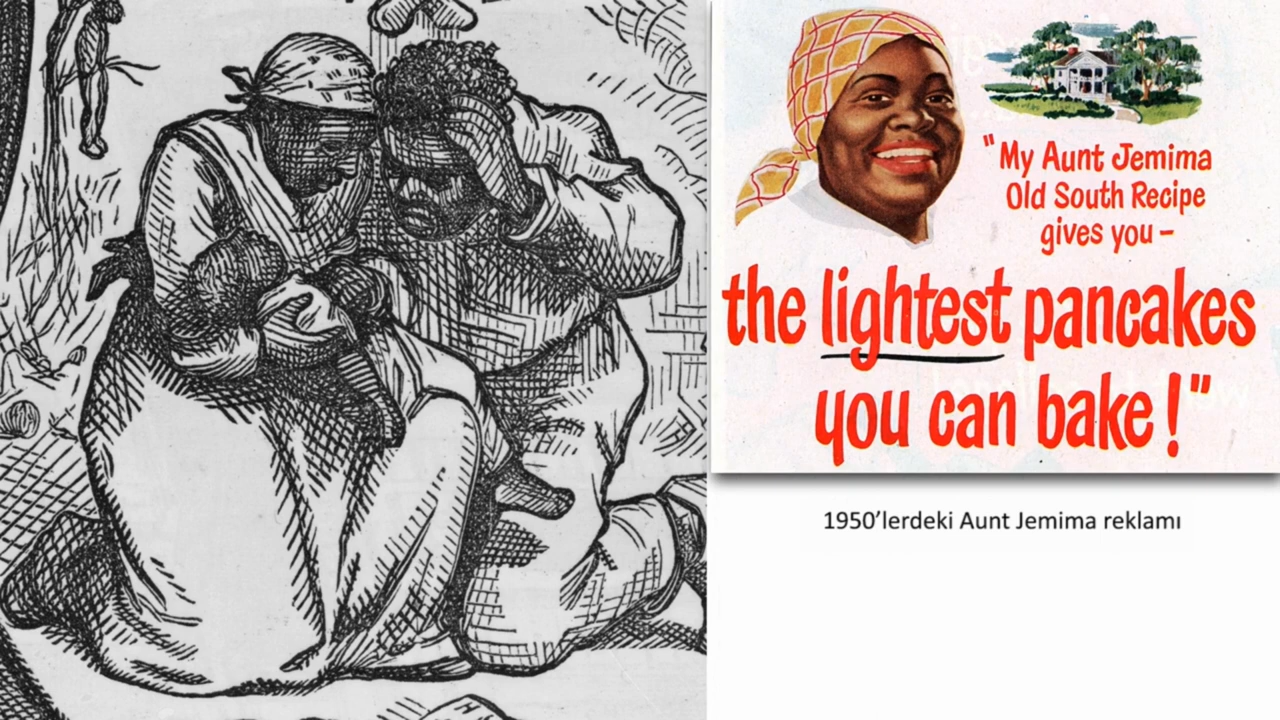 "My Aunt Jemima
Old South Recipe
gives you –
the lightest pancakes
you can bake!"
1950'lerdeki Aunt Jemima reklamı